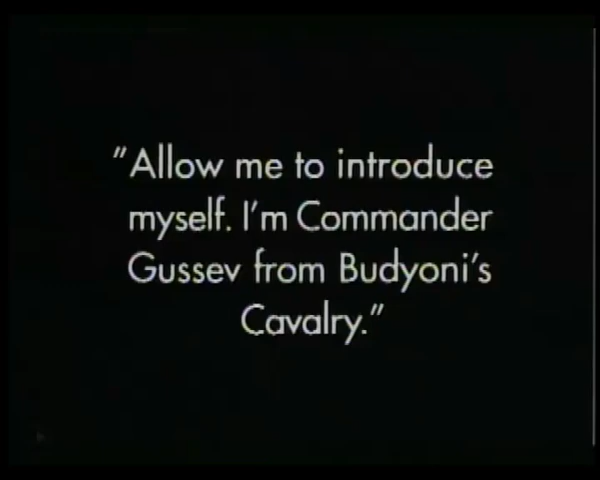 "Allow me to introduce
myself. I'm Commander
Gussev from Budyoni's
Cavalry."